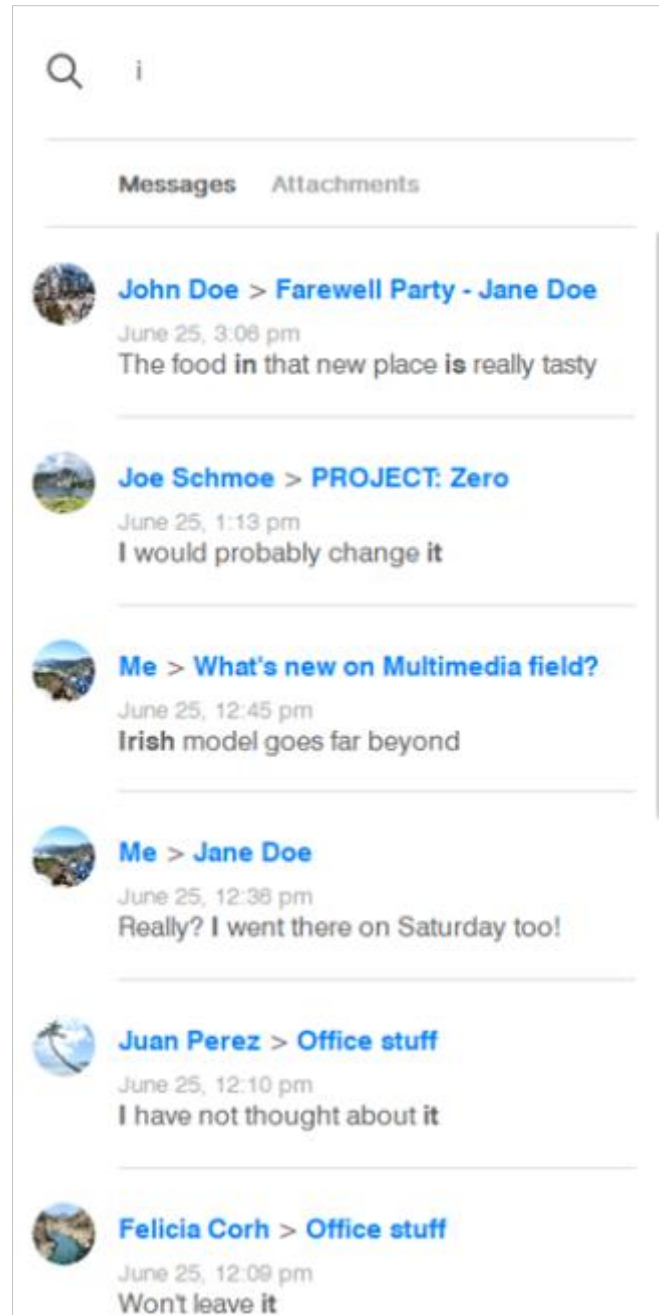 i
Messages Attachments
John Doe > Farewell Party - Jane Doe
June 25, 3:06 pm
The food in that new place is really tasty
Joe Schmoe > PROJECT: Zero
June 25, 1:13 pm
I would probably change it
Me > What's new on Multimedia field?
June 25, 12:45 pm
Irish model goes far beyond
Me > Jane Doe
June 25, 12:36 pm
Really? I went there on Saturday too!
Juan Perez > Office stuff
June 25, 12:10 pm
I have not thought about it
Felicia Corh > Office stuff
June 25, 12:09 pm
Won't leave it